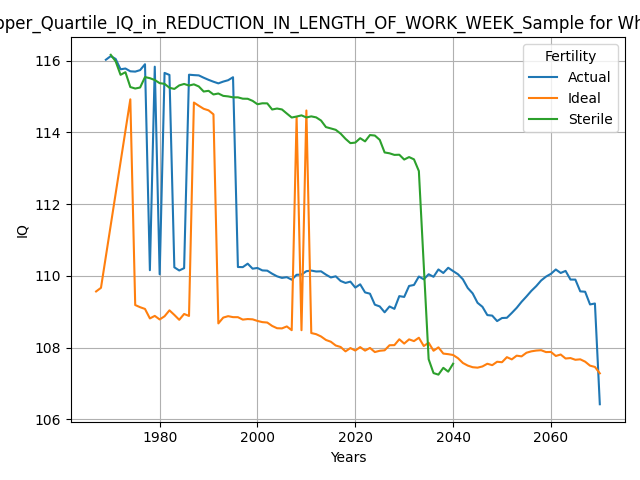 pper_Quartile_IQ_in_REDUCTION_IN_LENGTH_OF_WORK_WEEK_Sample for Wh
Fertility
Actual
Ideal
Sterile
IQ
116
114
112
110
108
106
1980
2000
2020
2040
2060
Years